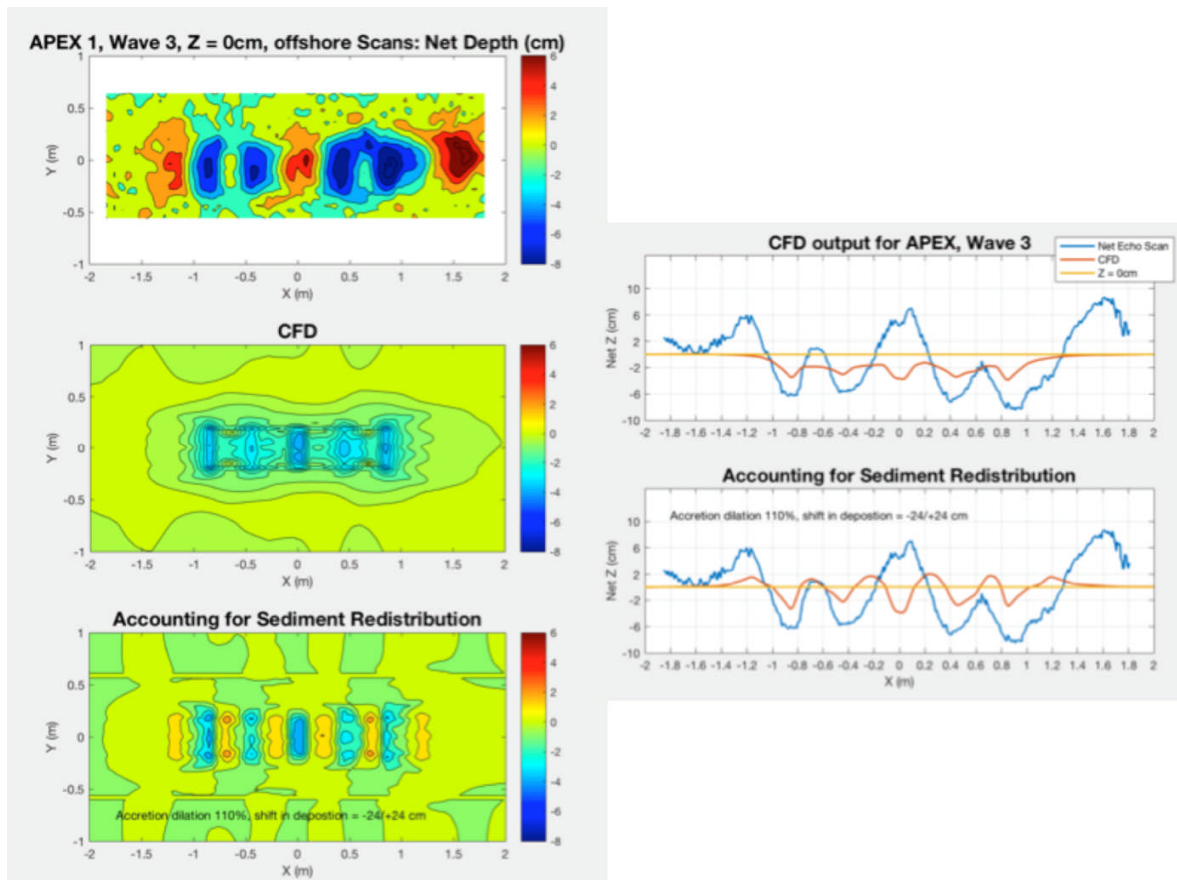 APEX 1, Wave 3, Z = 0cm, offshore Scans: Net Depth (cm)
1
0.5
0
-0.5
-1
Y (m)
-2 -1.5 -1 -0.5 0 0.5 1 1.5 2
X (m)
6
4
2
0
-2
-4
-6
-8
CFD
1
0.5
0
-0.5
-1
Y (m)
-2 -1.5 -1 -0.5 0 0.5 1 1.5 2
X (m)
6
4
2
0
-2
-4
-6
-8
Accounting for Sediment Redistribution
1
0.5
0
-0.5
-1
Y (m)
Accretion dilation 110%, shift in depostion = -24/+24 cm
-2 -1.5 -1 -0.5 0 0.5 1 1.5 2
X (m)
6
4
2
0
-2
-4
-6
-8
CFD output for APEX, Wave 3
Net Echo Scan
CFD
Z = 0cm
10
6
2
-2
-6
-10
Net Z (cm)
-2 -1.8 -1.6 -1.4 -1.2 -1 -0.8 -0.6 -0.4 -0.2 0 0.2 0.4 0.6 0.8 1 1.2 1.4 1.6 1.8 2
Accounting for Sediment Redistribution
Accretion dilation 110%, shift in depostion = -24/+24 cm
10
6
2
-2
-6
-10
Net Z (cm)
-2 -1.8 -1.6 -1.4 -1.2 -1 -0.8 -0.6 -0.4 -0.2 0 0.2 0.4 0.6 0.8 1 1.2 1.4 1.6 1.8 2
X (m)